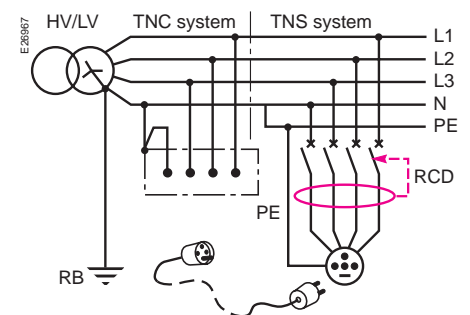 E26967
HV/LV
TNC system
TNS system
L1
L2
L3
N
PE
RCD
PE
RB